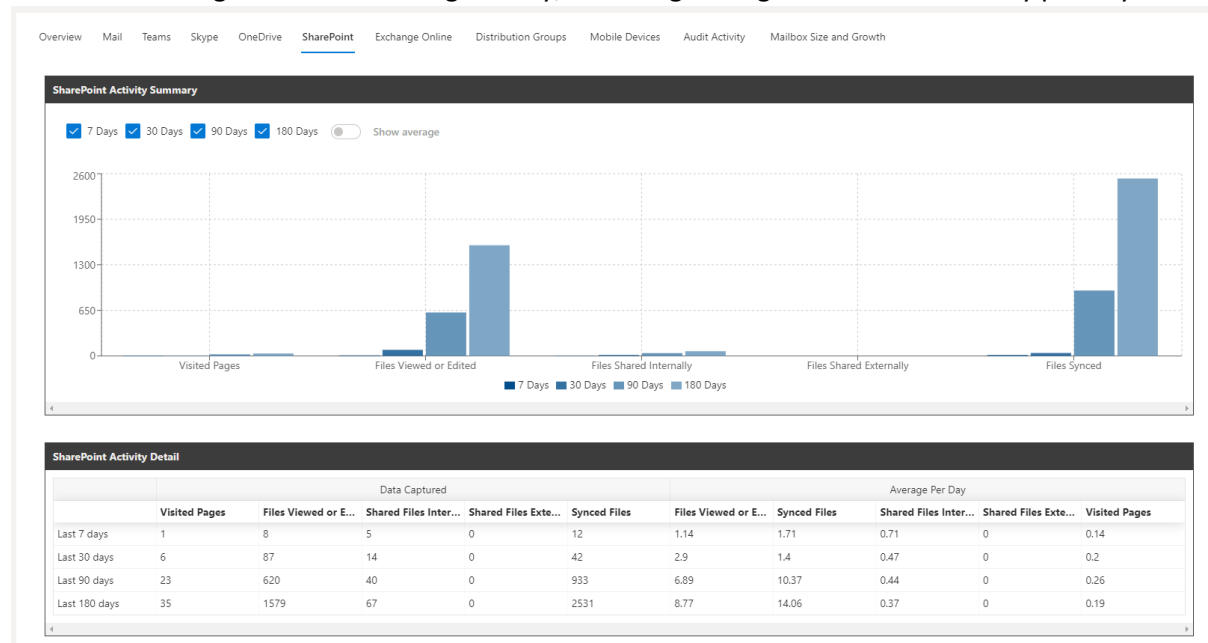 Overview Mail Teams Skype OneDrive SharePoint Exchange Online Distribution Groups Mobile Devices Audit Activity Mailbox Size and Growth
SharePoint Activity Summary
7 Days 30 Days 90 Days 180 Days Show average
2600
1950
1300
650
0
Visited Pages Files Viewed or Edited Files Shared Internally Files Shared Externally Files Synced
7 Days 30 Days 90 Days 180 Days
SharePoint Activity Detail
Data Captured Average Per Day
Visited Pages Files Viewed or E... Shared Files Inter... Shared Files Exte... Synced Files Files Viewed or E... Synced Files Shared Files Inter... Shared Files Exte... Visited Pages
Last 7 days 1 8 5 0 12 1.14 1.71 0.71 0 0.14
Last 30 days 6 87 14 0 42 2.9 1.4 0.47 0 0.2
Last 90 days 23 620 40 0 933 6.89 10.37 0.44 0 0.26
Last 180 days 35 1579 67 0 2531 8.77 14.06 0.37 0 0.19